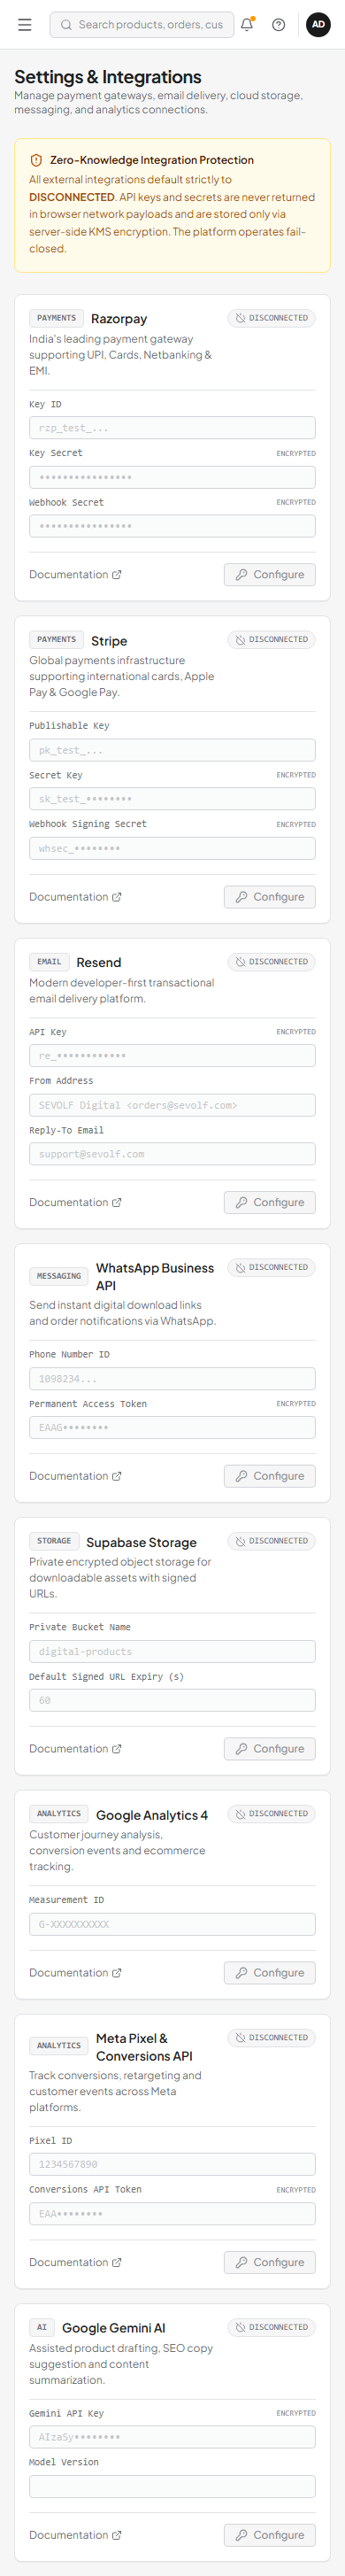 Search products, orders, cus
AD
Settings & Integrations
Manage payment gateways, email delivery, cloud storage,
messaging, and analytics connections.
Zero-Knowledge Integration Protection
All external integrations default strictly to
DISCONNECTED. API keys and secrets are never returned
in browser network payloads and are stored only via
server-side KMS encryption. The platform operates fail-
closed.
PAYMENTS Razorpay DISCONNECTED
India's leading payment gateway
supporting UPI, Cards, Netbanking &
EMI.
Key ID
rzp_test_...
Key Secret ENCRYPTED
••••••••••••••••
Webhook Secret ENCRYPTED
••••••••••••••••
Documentation Configure
PAYMENTS Stripe DISCONNECTED
Global payments infrastructure
supporting international cards, Apple
Pay & Google Pay.
Publishable Key
pk_test_...
Secret Key ENCRYPTED
sk_test_••••••••
Webhook Signing Secret ENCRYPTED
whsec_••••••••
Documentation Configure
EMAIL Resend DISCONNECTED
Modern developer-first transactional
email delivery platform.
API Key ENCRYPTED
re_••••••••••••
From Address
SEVOLF Digital <orders@sevolf.com>
Reply-To Email
support@sevolf.com
Documentation Configure
MESSAGING WhatsApp Business DISCONNECTED
API
Send instant digital download links
and order notifications via WhatsApp.
Phone Number ID
1098234...
Permanent Access Token ENCRYPTED
EAAG••••••••
Documentation Configure
STORAGE Supabase Storage DISCONNECTED
Private encrypted object storage for
downloadable assets with signed
URLs.
Private Bucket Name
digital-products
Default Signed URL Expiry (s)
60
Documentation Configure
ANALYTICS Google Analytics 4 DISCONNECTED
Customer journey analysis,
conversion events and ecommerce
tracking.
Measurement ID
G-XXXXXXXXXX
Documentation Configure
ANALYTICS Meta Pixel & DISCONNECTED
Conversions API
Track conversions, retargeting and
customer events across Meta
platforms.
Pixel ID
1234567890
Conversions API Token ENCRYPTED
EAA••••••••
Documentation Configure
AI Google Gemini AI DISCONNECTED
Assisted product drafting, SEO copy
suggestion and content
summarization.
Gemini API Key ENCRYPTED
AIzaSy••••••••
Model Version
Documentation Configure